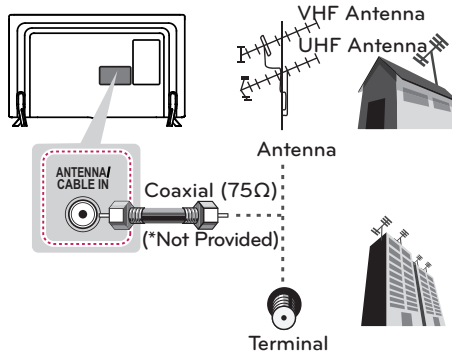 VHF Antenna
UHF Antenna
Antenna
ANTENNA/
CABLE IN
Coaxial (75Ω)
(*Not Provided)
Terminal